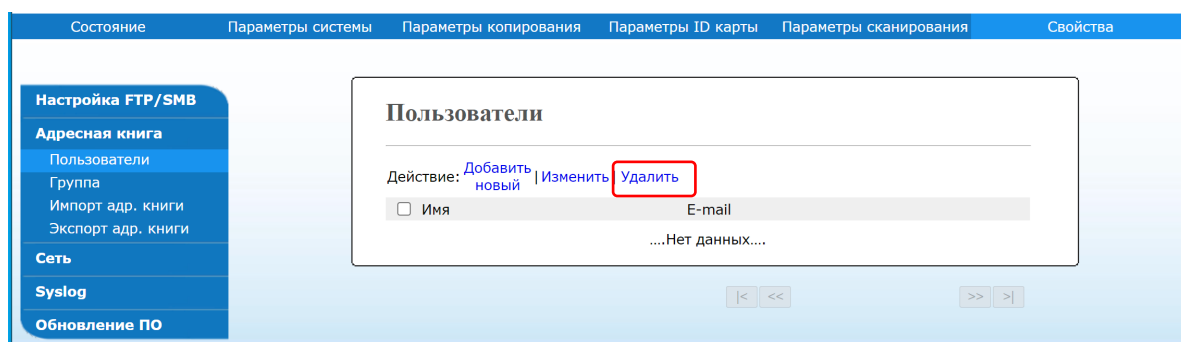 Состояние Параметры системы Параметры копирования Параметры ID карты Параметры сканирования Свойства
Настройка FTP/SMB
Адресная книга
Пользователи
Группа
Импорт адр. книги
Экспорт адр. книги
Сеть
Syslog
Обновление ПО
Пользователи
Действие: Добавить новый | Изменить | Удалить
Имя E-mail
....Нет данных....
|< << >> >|